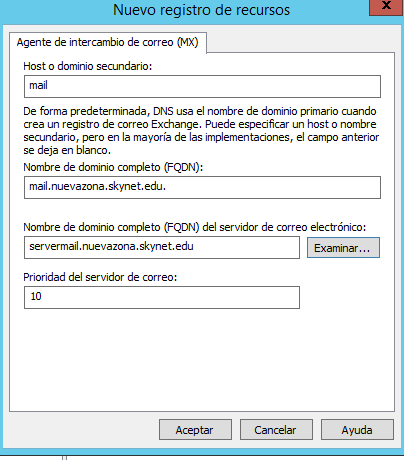 Nuevo registro de recursos
x
Agente de intercambio de correo (MX)
Host o dominio secundario:
mail
De forma predeterminada, DNS usa el nombre de dominio primario cuando
crea un registro de correo Exchange. Puede especificar un host o nombre
secundario, pero en la mayoría de las implementaciones, el campo anterior
se deja en blanco.
Nombre de dominio completo (FQDN):
mail.nuevazona.skynet.edu.
Nombre de dominio completo (FQDN) del servidor de correo electrónico:
servermail.nuevazona.skynet.edu
Examinar...
Prioridad del servidor de correo:
10
Aceptar
Cancelar
Ayuda